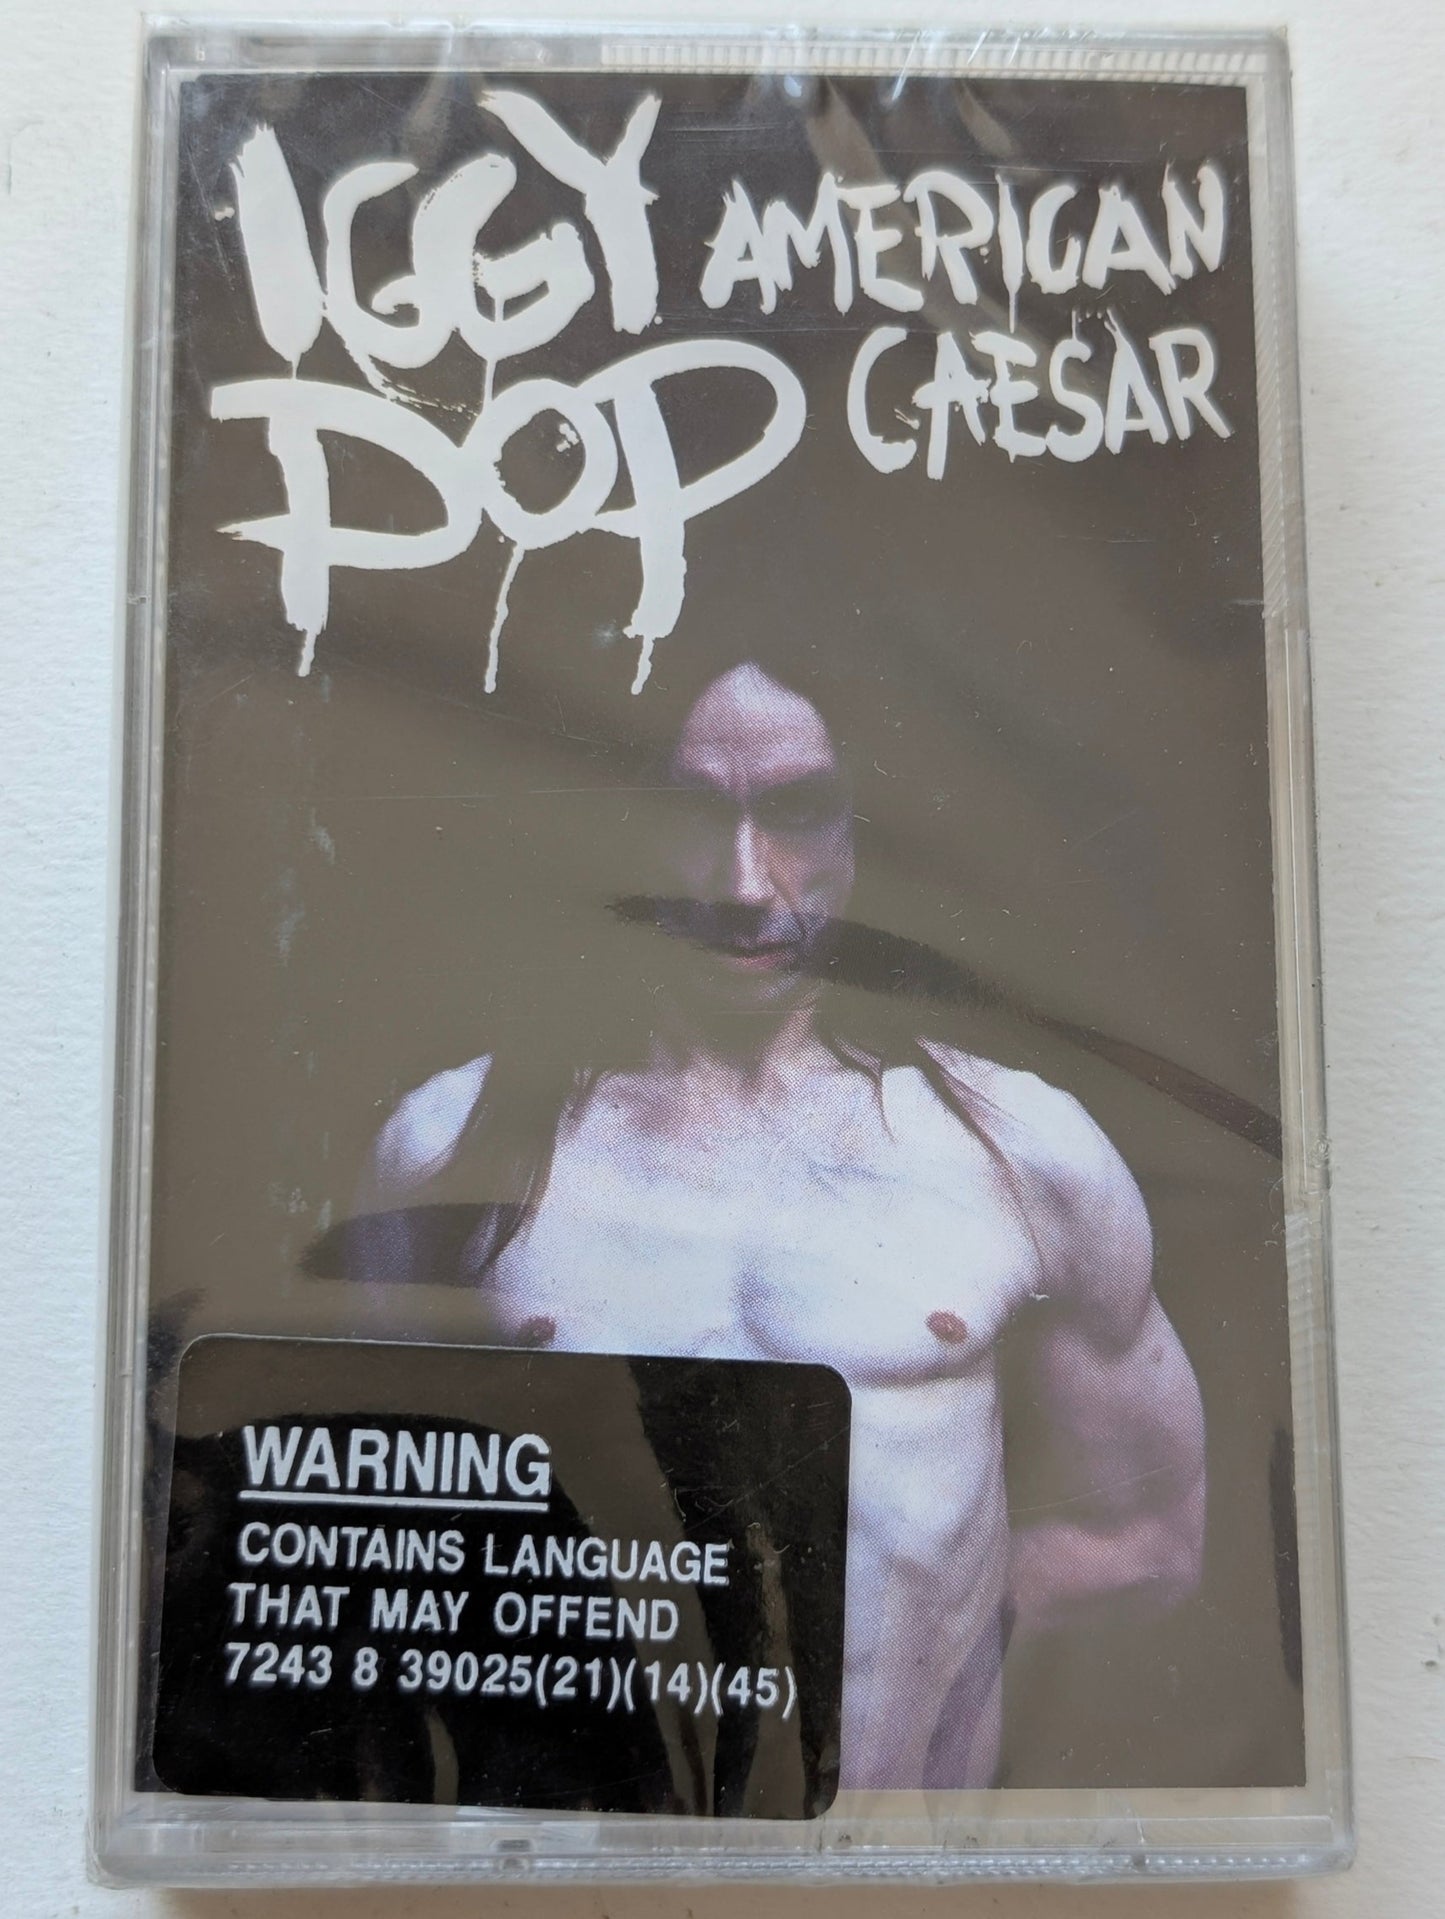 IGGY
POP
AMERICAN
CAESAR
WARNING
CONTAINS LANGUAGE
THAT MAY OFFEND
7243 8 39025(21)(14)(45)